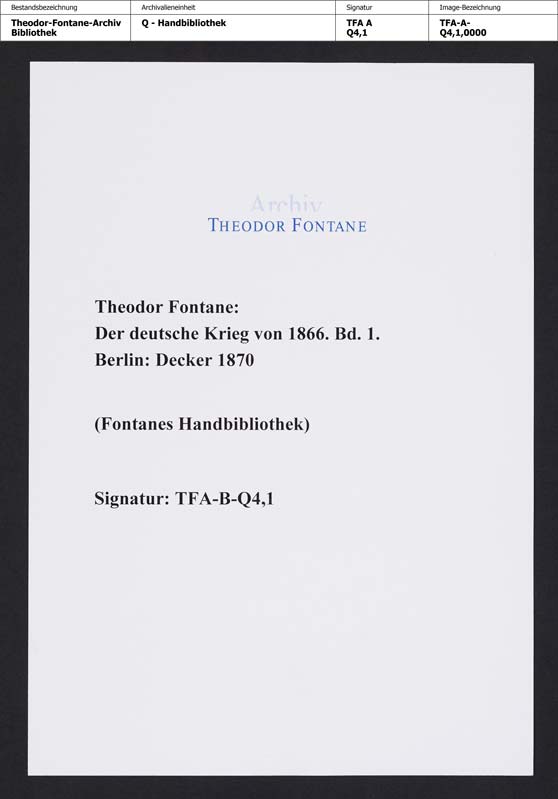 Bestandsbezeichnung Archivalieneinheit Signatur Image-Bezeichnung
Theodor-Fontane-Archiv Q - Handbibliothek TFA A TFA-A-
Bibliothek Q4,1 Q4,1,0000
Archiv
THEODOR FONTANE
Theodor Fontane:
Der deutsche Krieg von 1866. Bd. 1.
Berlin: Decker 1870
(Fontanes Handbibliothek)
Signatur: TFA-B-Q4,1